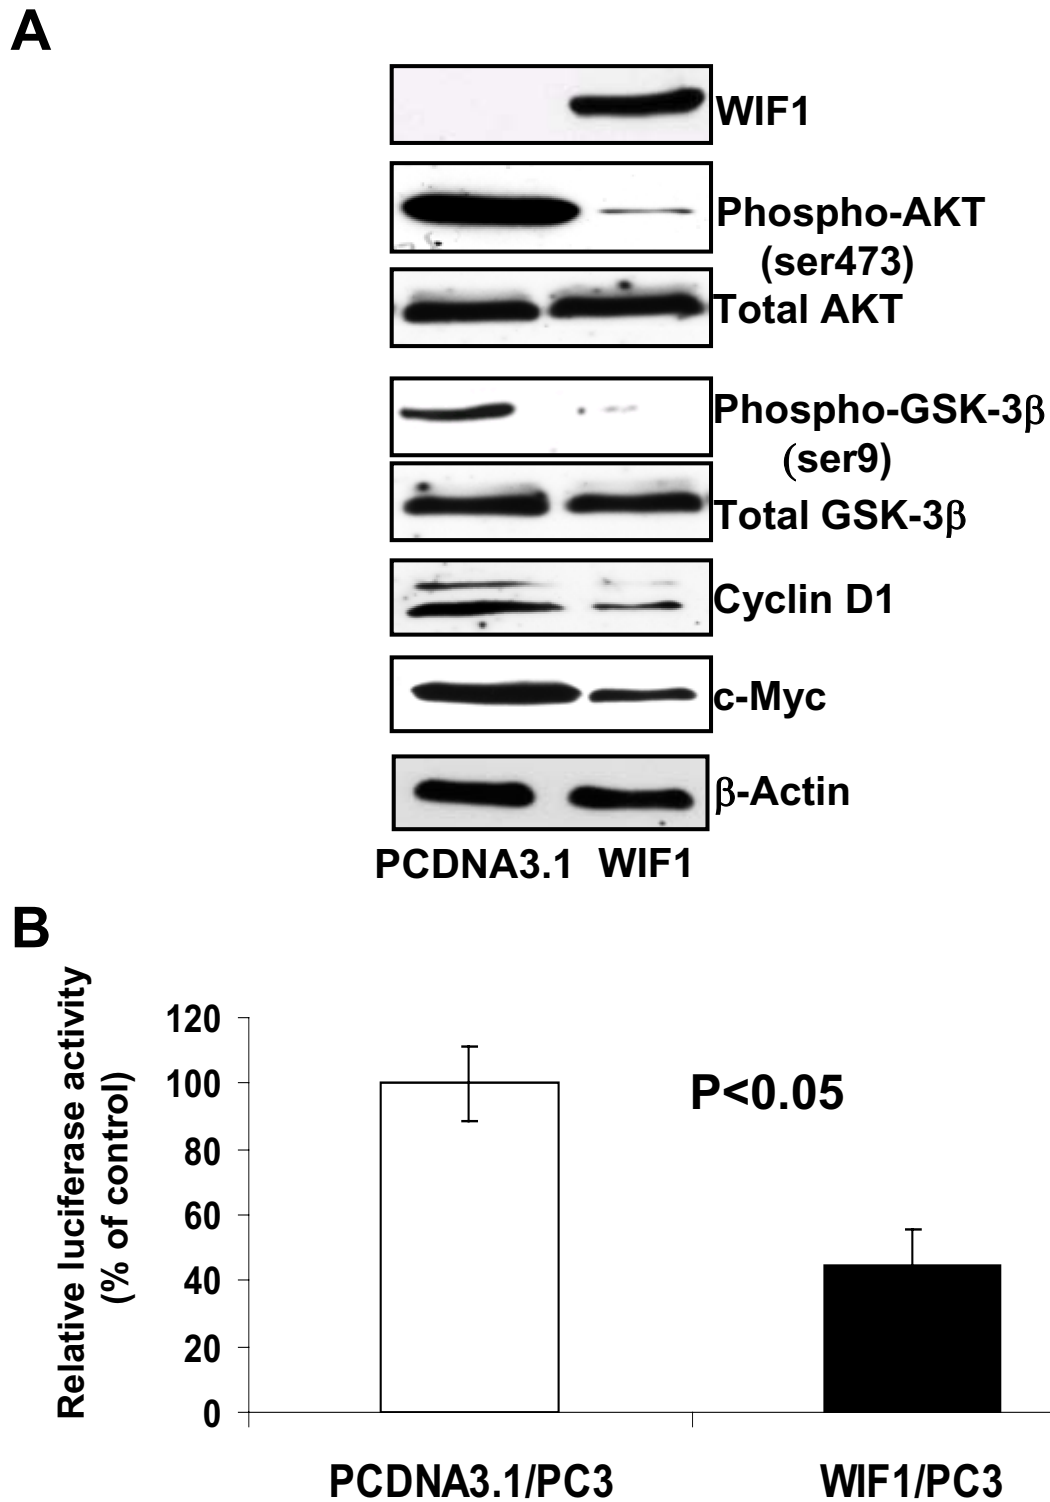 A
WIF1
Phospho-AKT
(ser473)
Total AKT
Phospho-GSK-3β
(ser9)
Total GSK-3β
Cyclin D1
c-Myc
β-Actin
PCDNA3.1 WIF1
B
Relative luciferase activity
(% of control)
120
100
80
60
40
20
0
P<0.05
PCDNA3.1/PC3 WIF1/PC3